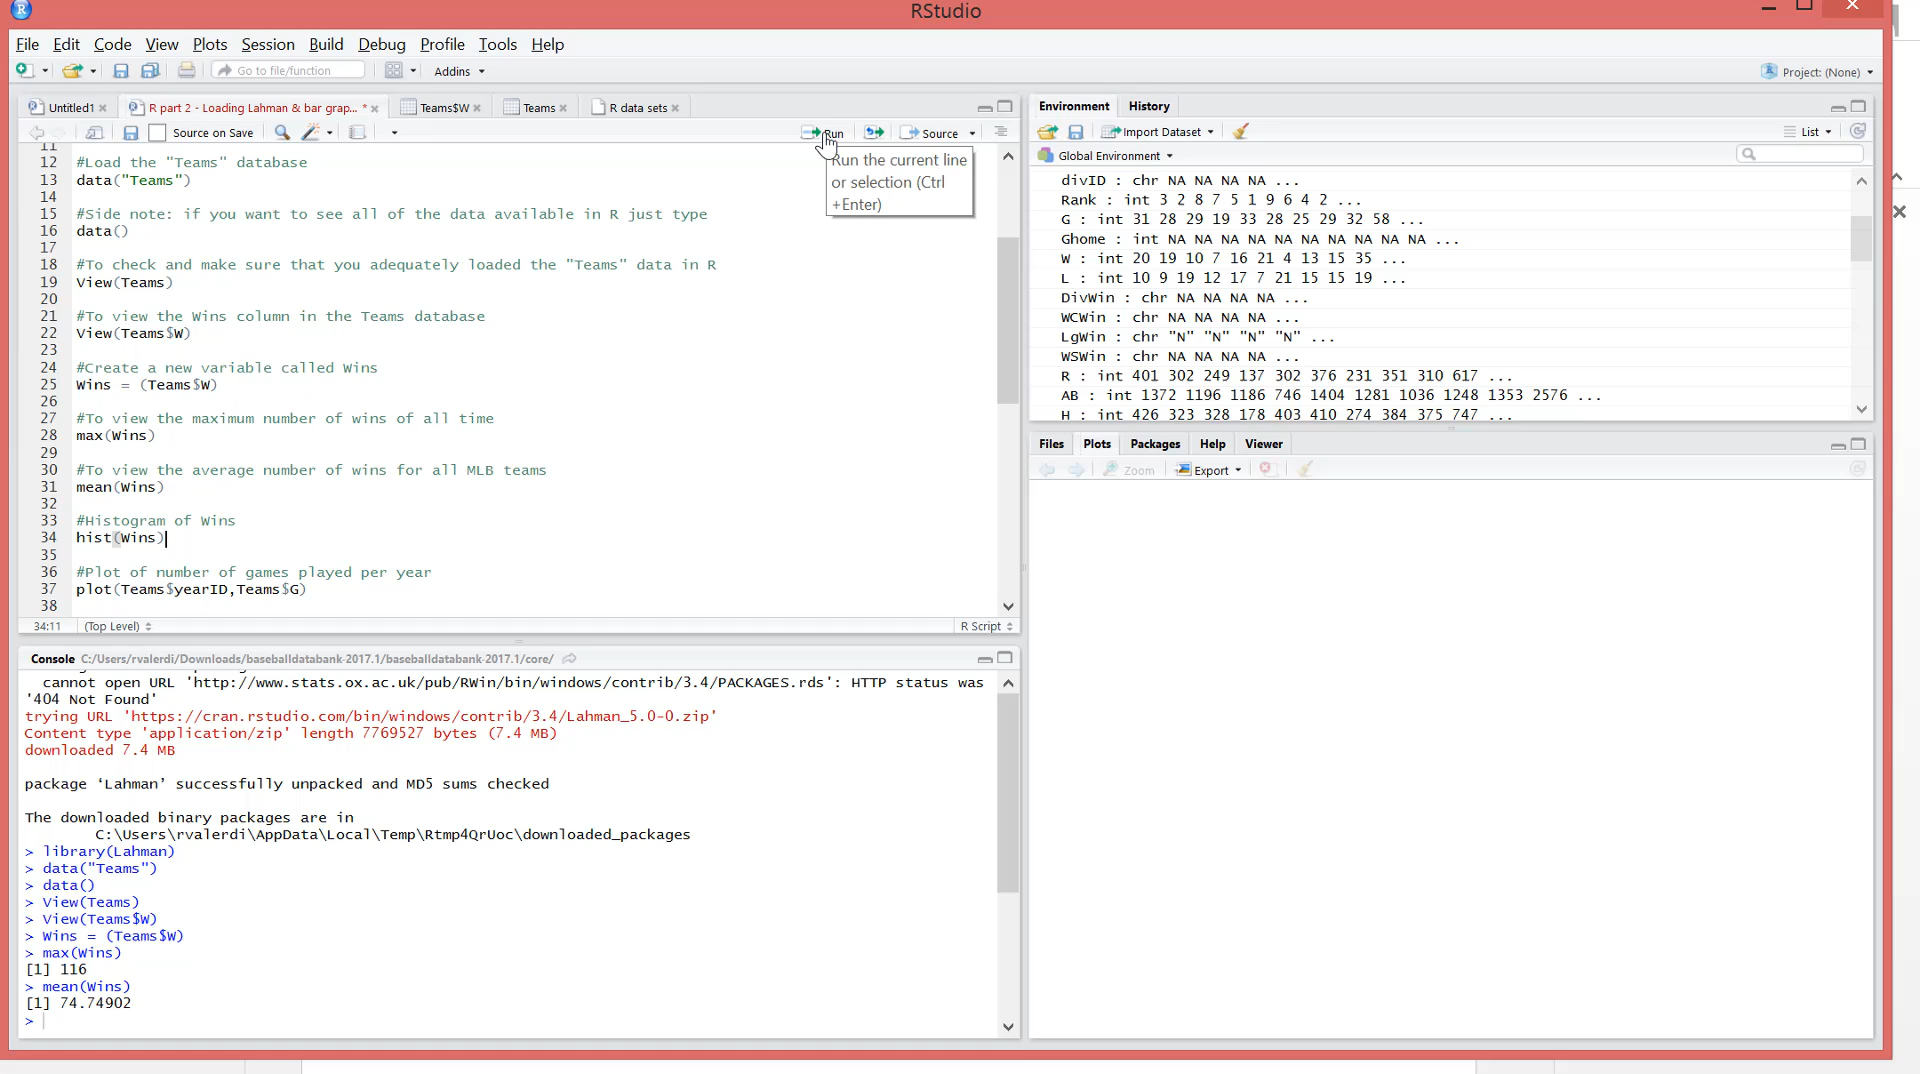 RStudio
File Edit Code View Plots Session Build Debug Profile Tools Help
Go to file/function Addins Project: (None)
Untitled1 R part 2 - Loading Lahman & bar grap... * Teams$W Teams R data sets
Source on Save Run Source
Run the current line
or selection (Ctrl
+Enter)
11
12 #Load the "Teams" database
13 data("Teams")
14
15 #Side note: if you want to see all of the data available in R just type
16 data()
17
18 #To check and make sure that you adequately loaded the "Teams" data in R
19 View(Teams)
20
21 #To view the Wins column in the Teams database
22 View(Teams$W)
23
24 #Create a new variable called Wins
25 Wins = (Teams$W)
26
27 #To view the maximum number of wins of all time
28 max(Wins)
29
30 #To view the average number of wins for all MLB teams
31 mean(Wins)
32
33 #Histogram of Wins
34 hist(Wins)
35
36 #Plot of number of games played per year
37 plot(Teams$yearID,Teams$G)
38
34:11 (Top Level) R Script
Console C:/Users/rvalerdi/Downloads/baseballdatabank-2017.1/baseballdatabank-2017.1/core/
cannot open URL 'http://www.stats.ox.ac.uk/pub/RWin/bin/windows/contrib/3.4/PACKAGES.rds': HTTP status was
'404 Not Found'
trying URL 'https://cran.rstudio.com/bin/windows/contrib/3.4/Lahman_5.0-0.zip'
Content type 'application/zip' length 7769527 bytes (7.4 MB)
downloaded 7.4 MB
package ‘Lahman’ successfully unpacked and MD5 sums checked
The downloaded binary packages are in
C:\Users\rvalerdi\AppData\Local\Temp\Rtmp4QrUoc\downloaded_packages
> library(Lahman)
> data("Teams")
> data()
> View(Teams)
> View(Teams$W)
> Wins = (Teams$W)
> max(Wins)
[1] 116
> mean(Wins)
[1] 74.74902
>
Environment History
Import Dataset List
Global Environment
divID : chr NA NA NA NA ...
Rank : int 3 2 8 7 5 1 9 6 4 2 ...
G : int 31 28 29 19 33 28 25 29 32 58 ...
Ghome : int NA NA NA NA NA NA NA NA NA NA ...
W : int 20 19 10 7 16 21 4 13 15 35 ...
L : int 10 9 19 12 17 7 21 15 15 19 ...
DivWin : chr NA NA NA NA ...
WCWin : chr NA NA NA NA ...
LgWin : chr "N" "N" "N" "N" ...
WSWin : chr NA NA NA NA ...
R : int 401 302 249 137 302 376 231 351 310 617 ...
AB : int 1372 1196 1186 746 1404 1281 1036 1248 1353 2576 ...
H : int 426 323 328 178 403 410 274 384 375 747 ...
Files Plots Packages Help Viewer
Zoom Export